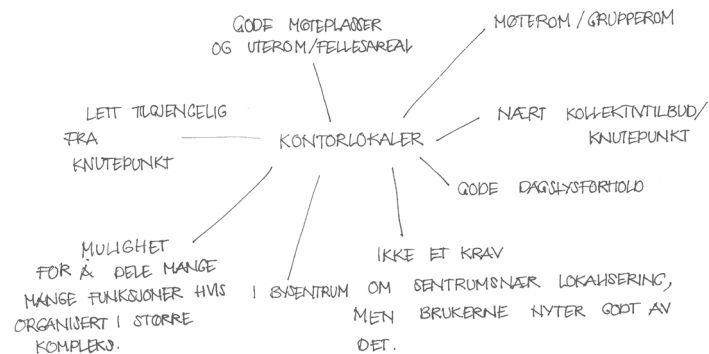 GODE MØTEPLASSER
OG UTEROM/FELLESAREAL
MØTEROM/GRUPPEROM
LETT TILGJENGELIG
FRA
KNUTEPUNKT
KONTORLOKALER
NÆRT KOLLEKTIVTILBUD/
KNUTEPUNKT
GODE DAGSLYSFORHOLD
MULIGHET
FOR Å DELE MANGE
MANGE FUNKSJONER HVIS
ORGANISERT I STØRRE
KOMPLEKS.
I BYSENTRUM
IKKE ET KRAV
OM SENTRUMSNÆR LOKALISERING,
MEN BRUKERNE NYTER GODT AV
DET.